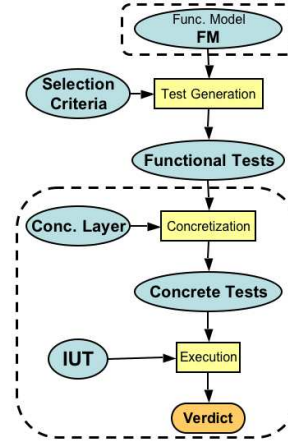 Func. Model
FM
Selection
Criteria
Test Generation
Functional Tests
Conc. Layer
Concretization
Concrete Tests
IUT
Execution
Verdict